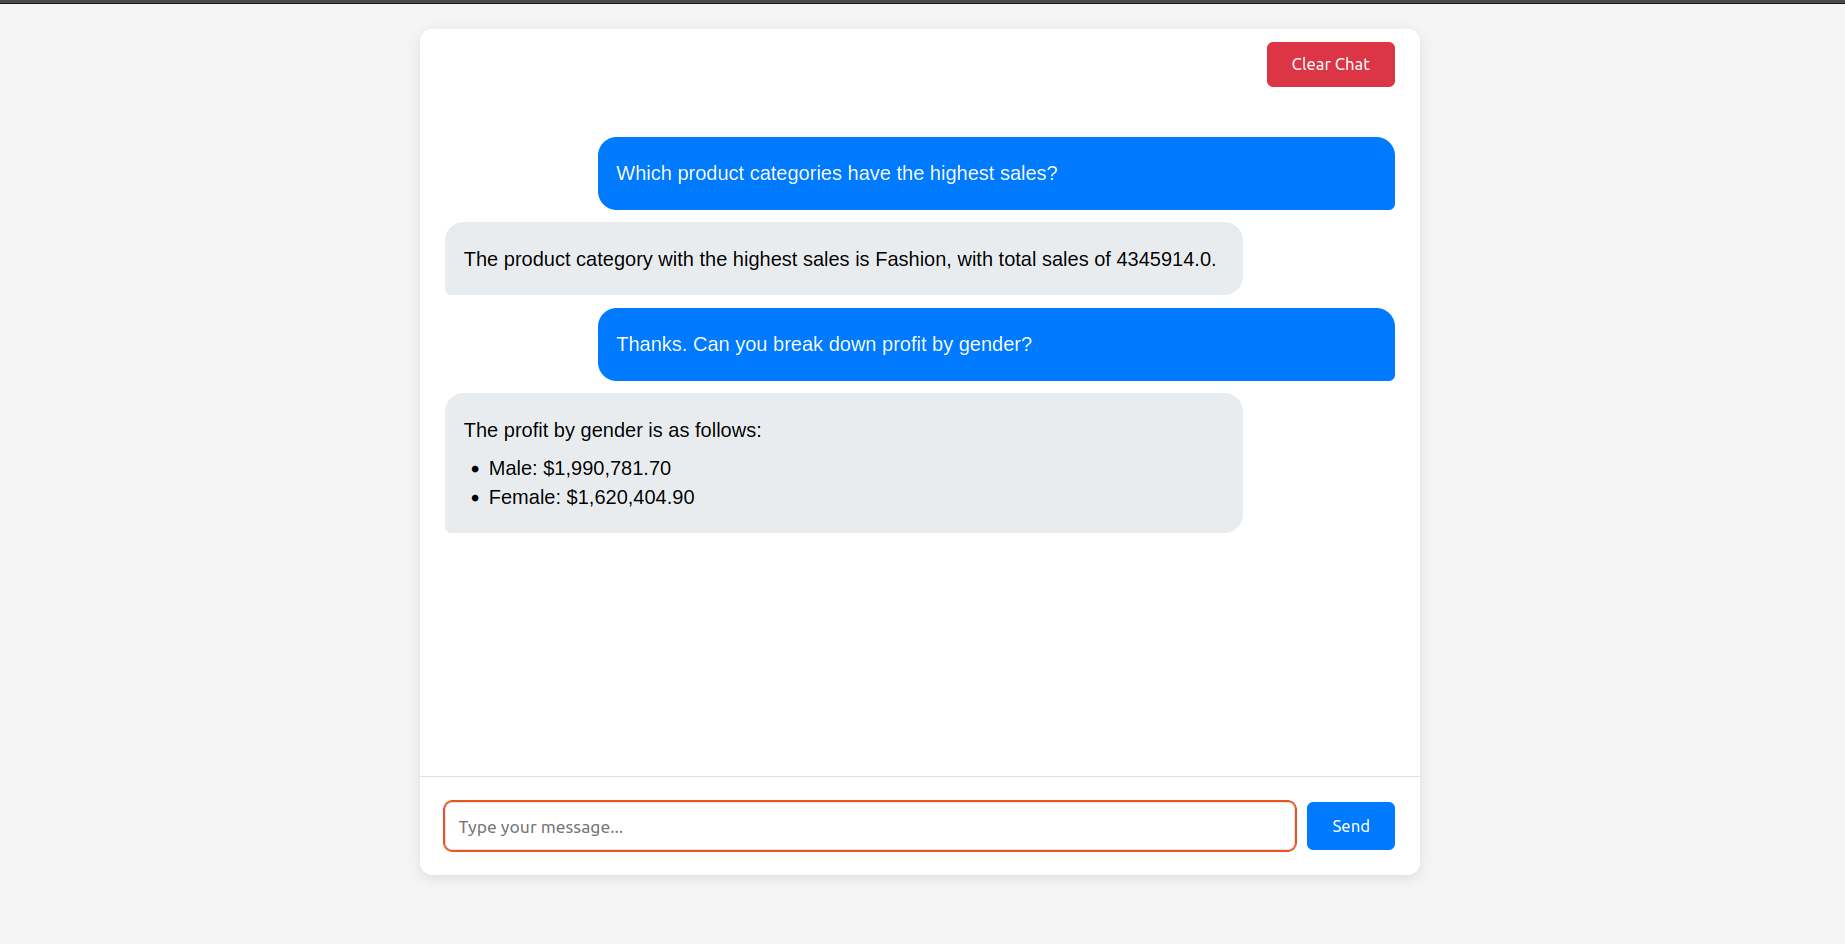 Clear Chat
Which product categories have the highest sales?
The product category with the highest sales is Fashion, with total sales of 4345914.0.
Thanks. Can you break down profit by gender?
The profit by gender is as follows:
• Male: $1,990,781.70
• Female: $1,620,404.90
Type your message...
Send